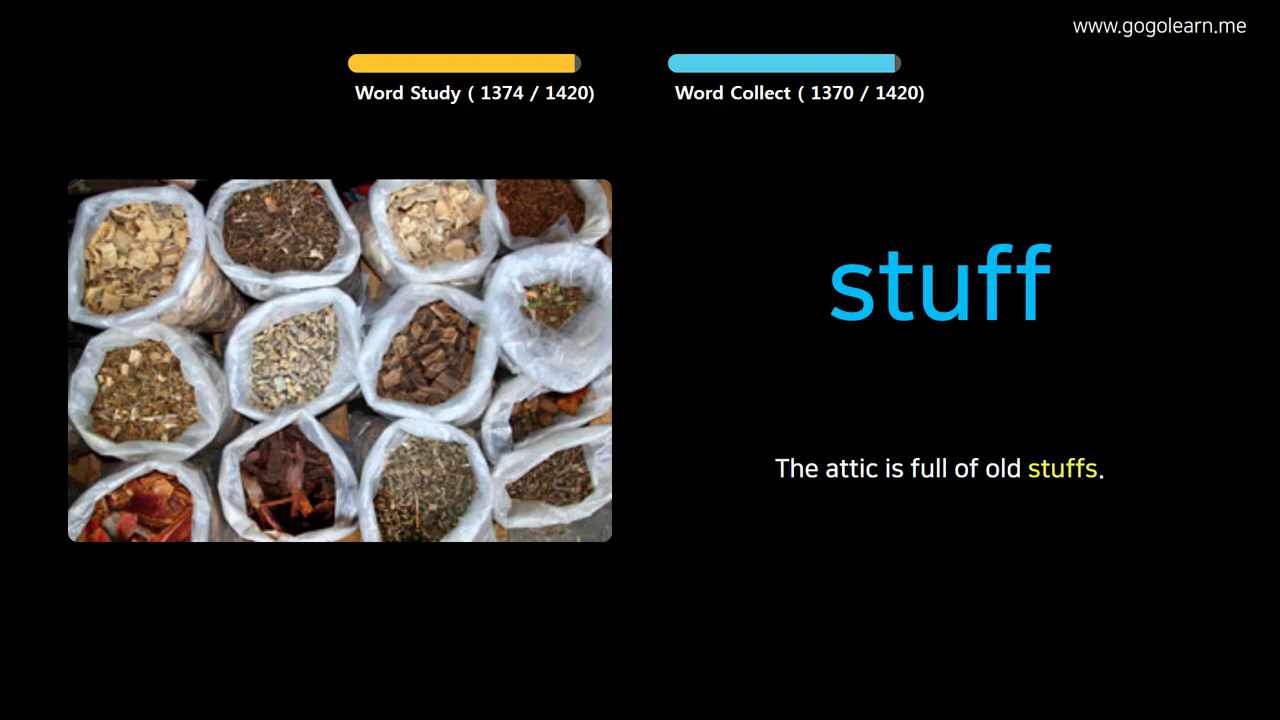 www.gogolearn.me
Word Study ( 1374 / 1420)
Word Collect ( 1370 / 1420)
stuff
The attic is full of old stuffs.